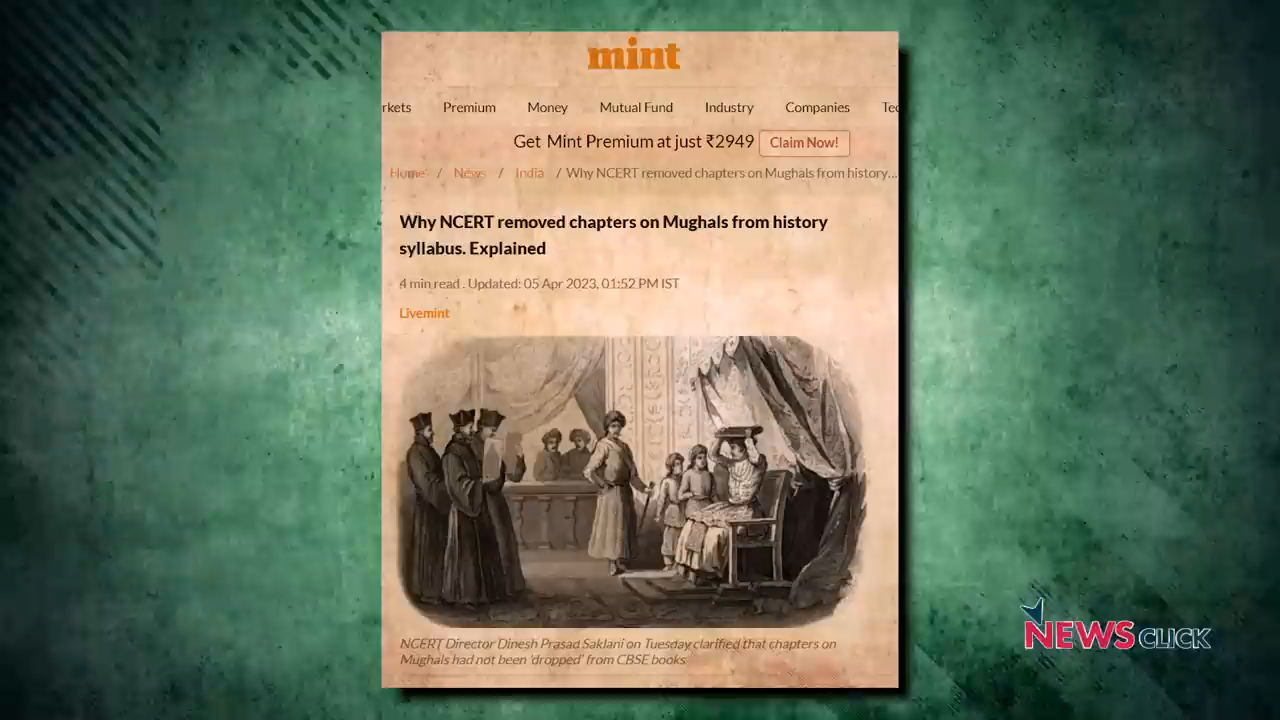 mint
rkets Premium Money Mutual Fund Industry Companies Tec
Get Mint Premium at just ₹2949 Claim Now!
Home / News / India / Why NCERT removed chapters on Mughals from history...
Why NCERT removed chapters on Mughals from history
syllabus. Explained
4 min read . Updated: 05 Apr 2023, 01:52 PM IST
Livemint
NCERT Director Dinesh Prasad Saklani on Tuesday clarified that chapters on
Mughals had not been 'dropped' from CBSE books
NEWSCLICK